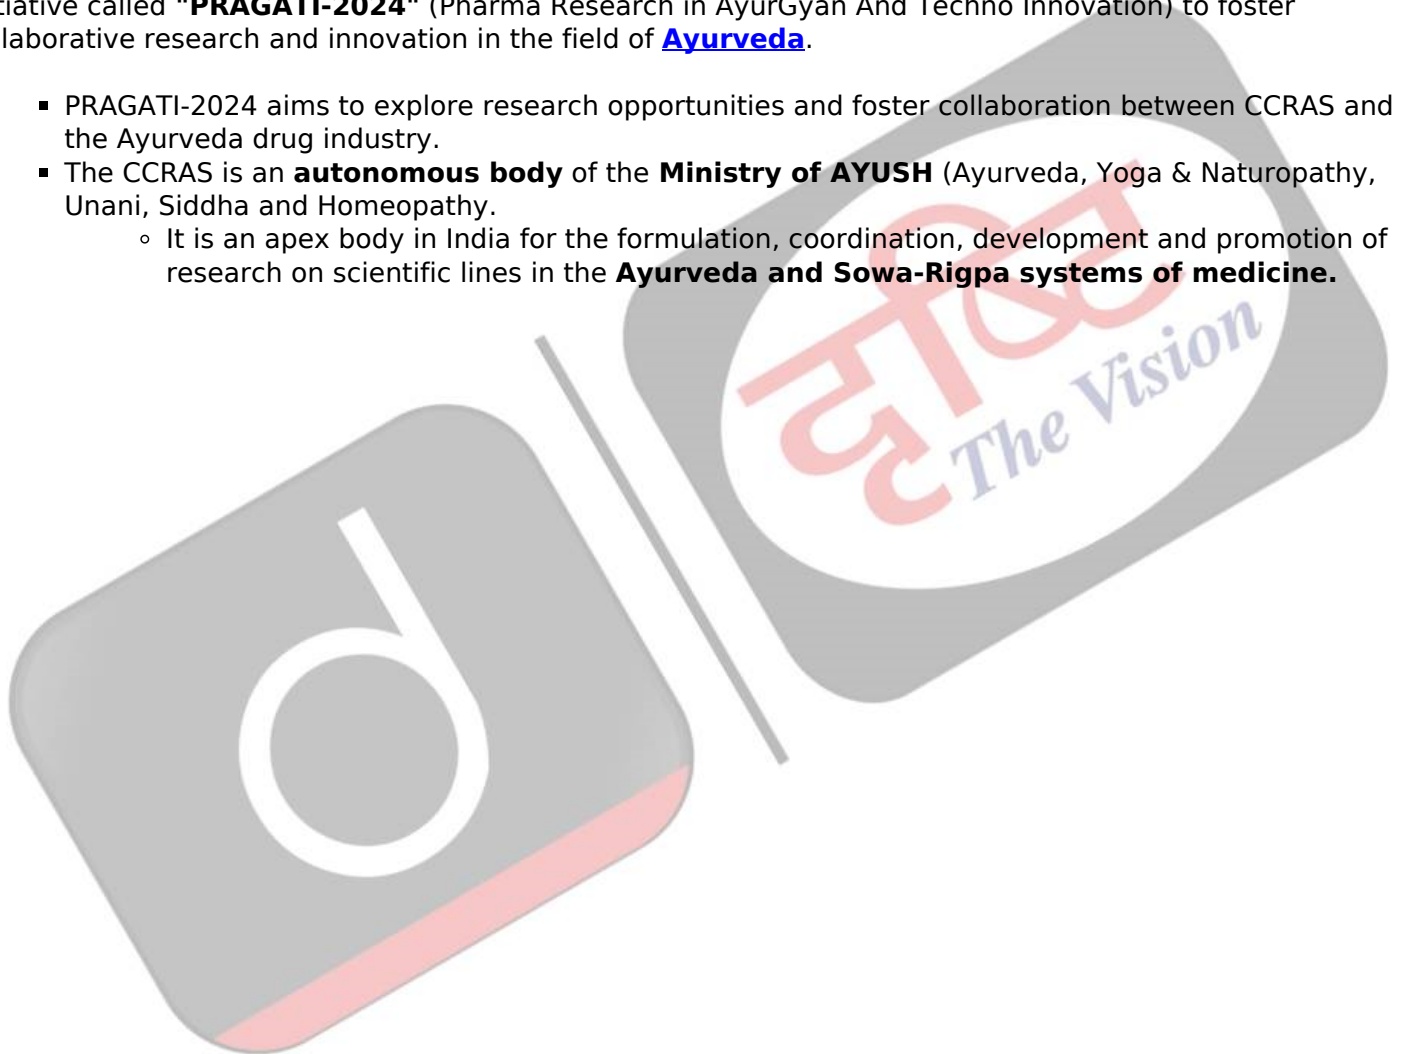 tiative called "PRAGATI-2024" (Pharma Research in AyurGyan And Techno Innovation) to foster
laborative research and innovation in the field of Ayurveda.
▪ PRAGATI-2024 aims to explore research opportunities and foster collaboration between CCRAS and
the Ayurveda drug industry.
▪ The CCRAS is an autonomous body of the Ministry of AYUSH (Ayurveda, Yoga & Naturopathy,
Unani, Siddha and Homeopathy.
◦ It is an apex body in India for the formulation, coordination, development and promotion of
research on scientific lines in the Ayurveda and Sowa-Rigpa systems of medicine.
दृष्टि
The Vision
d